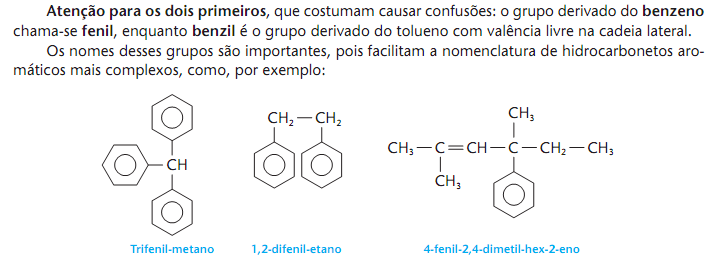 Atenção para os dois primeiros, que costumam causar confusões: o grupo derivado do benzeno
chama-se fenil, enquanto benzil é o grupo derivado do tolueno com valência livre na cadeia lateral.
Os nomes desses grupos são importantes, pois facilitam a nomenclatura de hidrocarbonetos aro-
máticos mais complexos, como, por exemplo:
CH
CH₂—CH₂
CH₃
CH₃—C=CH—C—CH₂—CH₃
CH₃
Trifenil-metano
1,2-difenil-etano
4-fenil-2,4-dimetil-hex-2-eno